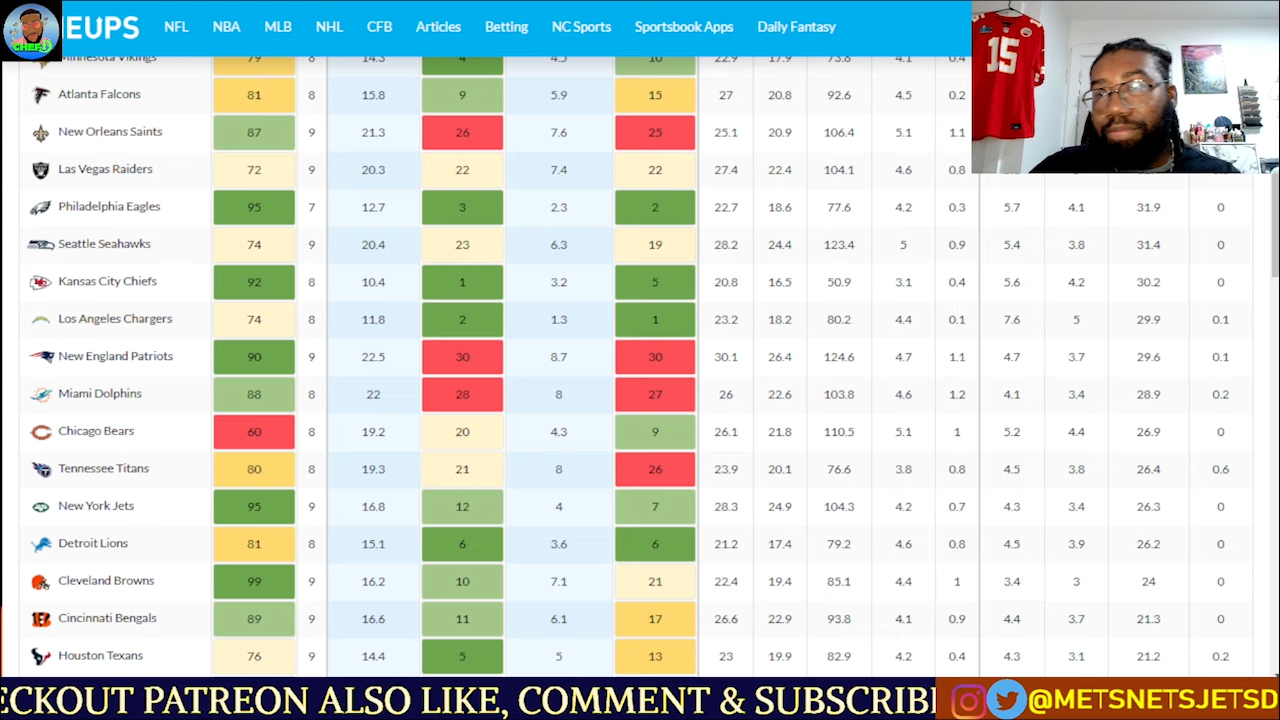 CHEF
EUPS NFL NBA MLB NHL CFB Articles Betting NC Sports Sportsbook Apps Daily Fantasy
15
Minnesota Vikings 79 8 14.3 4 4.5 10 22.9 17.9 73.8 4.1 0.4
Atlanta Falcons 81 8 15.8 9 5.9 15 27 20.8 92.6 4.5 0.2
New Orleans Saints 87 9 21.3 26 7.6 25 25.1 20.9 106.4 5.1 1.1
Las Vegas Raiders 72 9 20.3 22 7.4 22 27.4 22.4 104.1 4.6 0.8
Philadelphia Eagles 95 7 12.7 3 2.3 2 22.7 18.6 77.6 4.2 0.3 5.7 4.1 31.9 0
Seattle Seahawks 74 9 20.4 23 6.3 19 28.2 24.4 123.4 5 0.9 5.4 3.8 31.4 0
Kansas City Chiefs 92 8 10.4 1 3.2 5 20.8 16.5 50.9 3.1 0.4 5.6 4.2 30.2 0
Los Angeles Chargers 74 8 11.8 2 1.3 1 23.2 18.2 80.2 4.4 0.1 7.6 5 29.9 0.1
New England Patriots 90 9 22.5 30 8.7 30 30.1 26.4 124.6 4.7 1.1 4.7 3.7 29.6 0.1
Miami Dolphins 88 8 22 28 8 27 26 22.6 103.8 4.6 1.2 4.1 3.4 28.9 0.2
Chicago Bears 60 8 19.2 20 4.3 9 26.1 21.8 110.5 5.1 1 5.2 4.4 26.9 0
Tennessee Titans 80 8 19.3 21 8 26 23.9 20.1 76.6 3.8 0.8 4.5 3.8 26.4 0.6
New York Jets 95 9 16.8 12 4 7 28.3 24.9 104.3 4.2 0.7 4.3 3.4 26.3 0
Detroit Lions 81 8 15.1 6 3.6 6 21.2 17.4 79.2 4.6 0.8 4.5 3.9 26.2 0
Cleveland Browns 99 9 16.2 10 7.1 21 22.4 19.4 85.1 4.4 1 3.4 3 24 0
Cincinnati Bengals 89 9 16.6 11 6.1 17 26.6 22.9 93.8 4.1 0.9 4.4 3.7 21.3 0
Houston Texans 76 9 14.4 5 5 13 23 19.9 82.9 4.2 0.4 4.3 3.1 21.2 0.2
ECKOUT PATREON ALSO LIKE, COMMENT & SUBSCRIBE @METSNETSJETSD